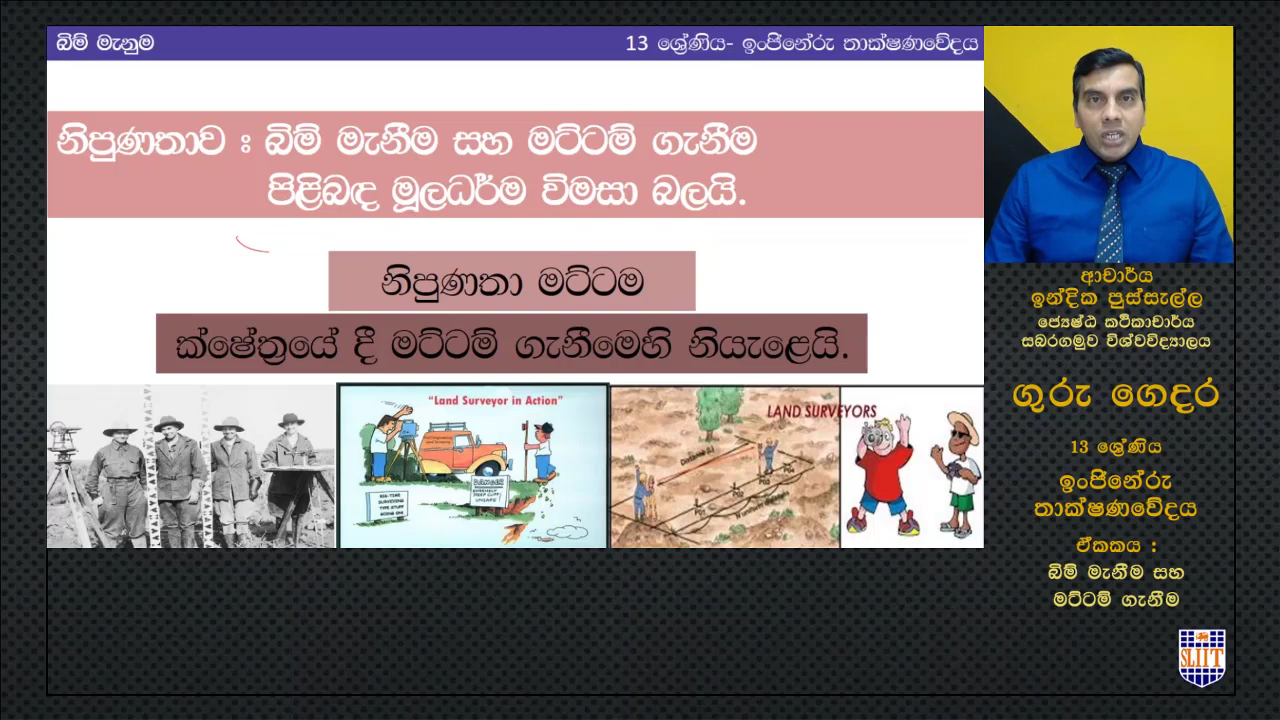 බිම් මැනුම
13 ශ්‍රේණිය- ඉංජිනේරු තාක්ෂණවේදය
නිපුණතාව : බිම් මැනීම සහ මට්ටම් ගැනීම
පිළිබඳ මූලධර්ම විමසා බලයි.
නිපුණතා මට්ටම
ක්ෂේත්‍රයේ දී මට්ටම් ගැනීමෙහි නියැළෙයි.
"Land Surveyor in Action"
LAND SURVEYORS
ආචාර්ය
ඉන්දික පුස්සැල්ල
ජ්‍යෙෂ්ඨ කථිකාචාර්ය
සබරගමුව විශ්වවිද්‍යාලය
ගුරු ගෙදර
13 ශ්‍රේණිය
ඉංජිනේරු
තාක්ෂණවේදය
ඒකකය :
බිම් මැනීම සහ
මට්ටම් ගැනීම
SLIIT